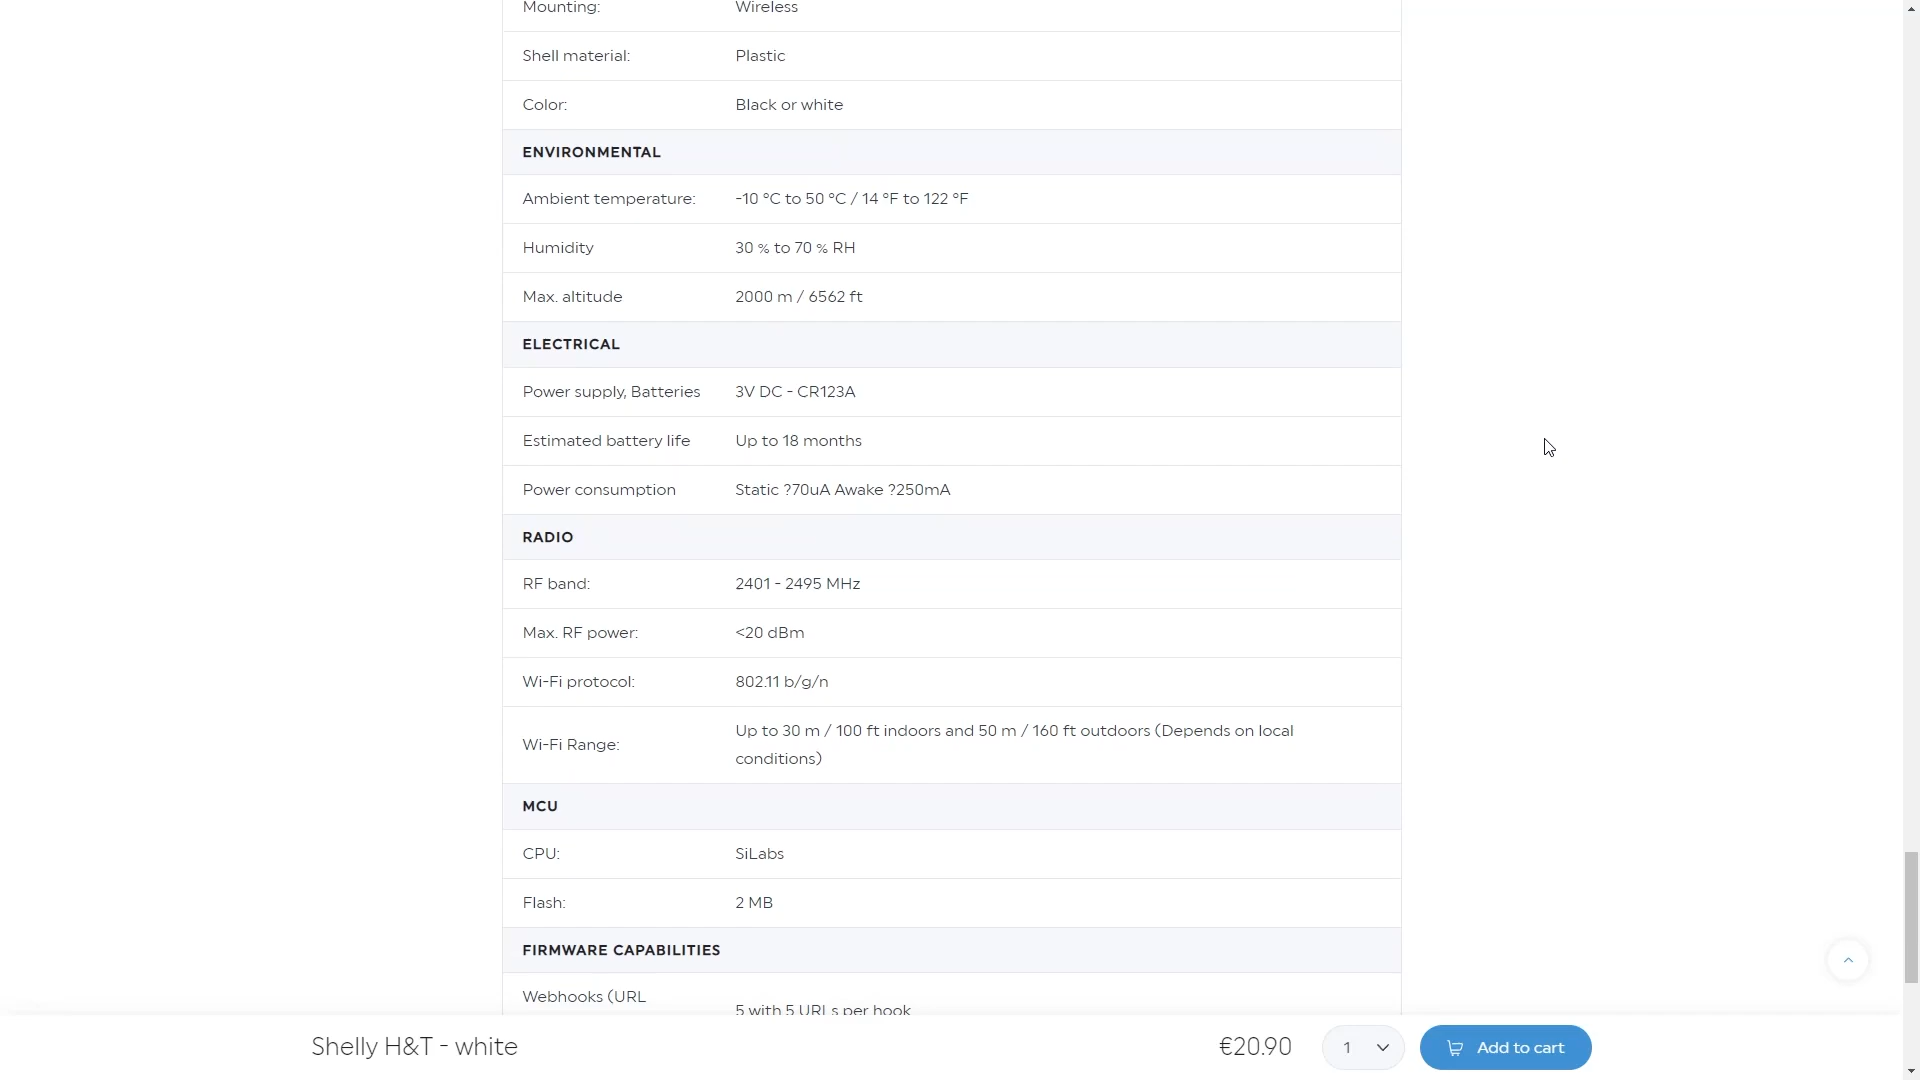 Mounting: Wireless
Shell material: Plastic
Color: Black or white
ENVIRONMENTAL
Ambient temperature: -10 °C to 50 °C / 14 °F to 122 °F
Humidity 30 % to 70 % RH
Max. altitude 2000 m / 6562 ft
ELECTRICAL
Power supply, Batteries 3V DC - CR123A
Estimated battery life Up to 18 months
Power consumption Static ?70uA Awake ?250mA
RADIO
RF band: 2401 - 2495 MHz
Max. RF power: <20 dBm
Wi-Fi protocol: 802.11 b/g/n
Wi-Fi Range: Up to 30 m / 100 ft indoors and 50 m / 160 ft outdoors (Depends on local
conditions)
MCU
CPU: SiLabs
Flash: 2 MB
FIRMWARE CAPABILITIES
Webhooks (URL
5 with 5 URLs per hook
Shelly H&T - white €20.90 1 Add to cart